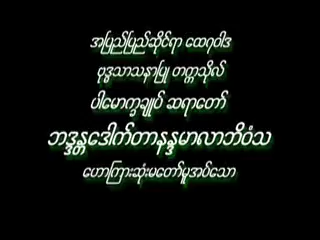 အပြည်ပြည်ဆိုင်ရာ ထေရဝါဒ
ဗုဒ္ဓသာသနာပြု တက္ကသိုလ်
ပါမောက္ခချုပ် ဆရာတော်
ဘဒ္ဒန္တဒေါက်တာနန္ဒမာလာဘိဝံသ
ဟောကြားဆုံးမတော်မူအပ်သော